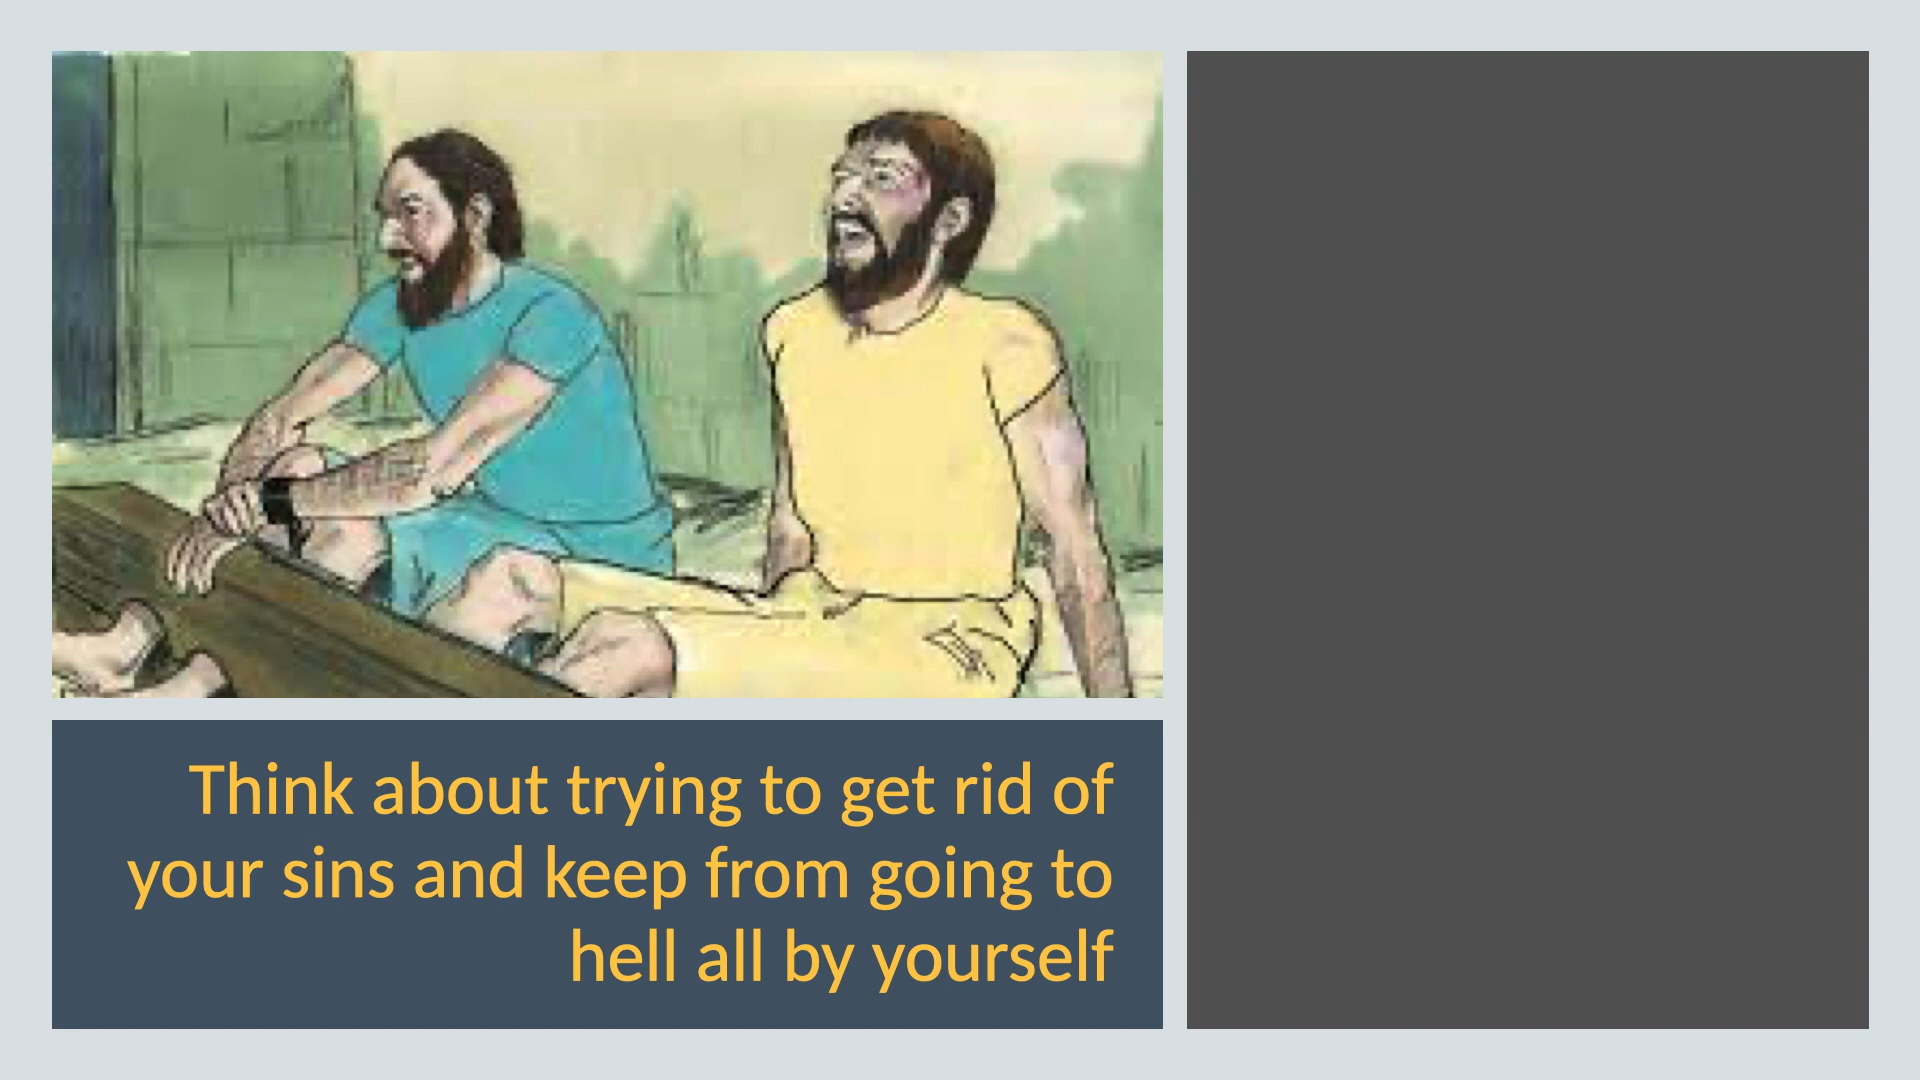 Think about trying to get rid of
your sins and keep from going to
hell all by yourself